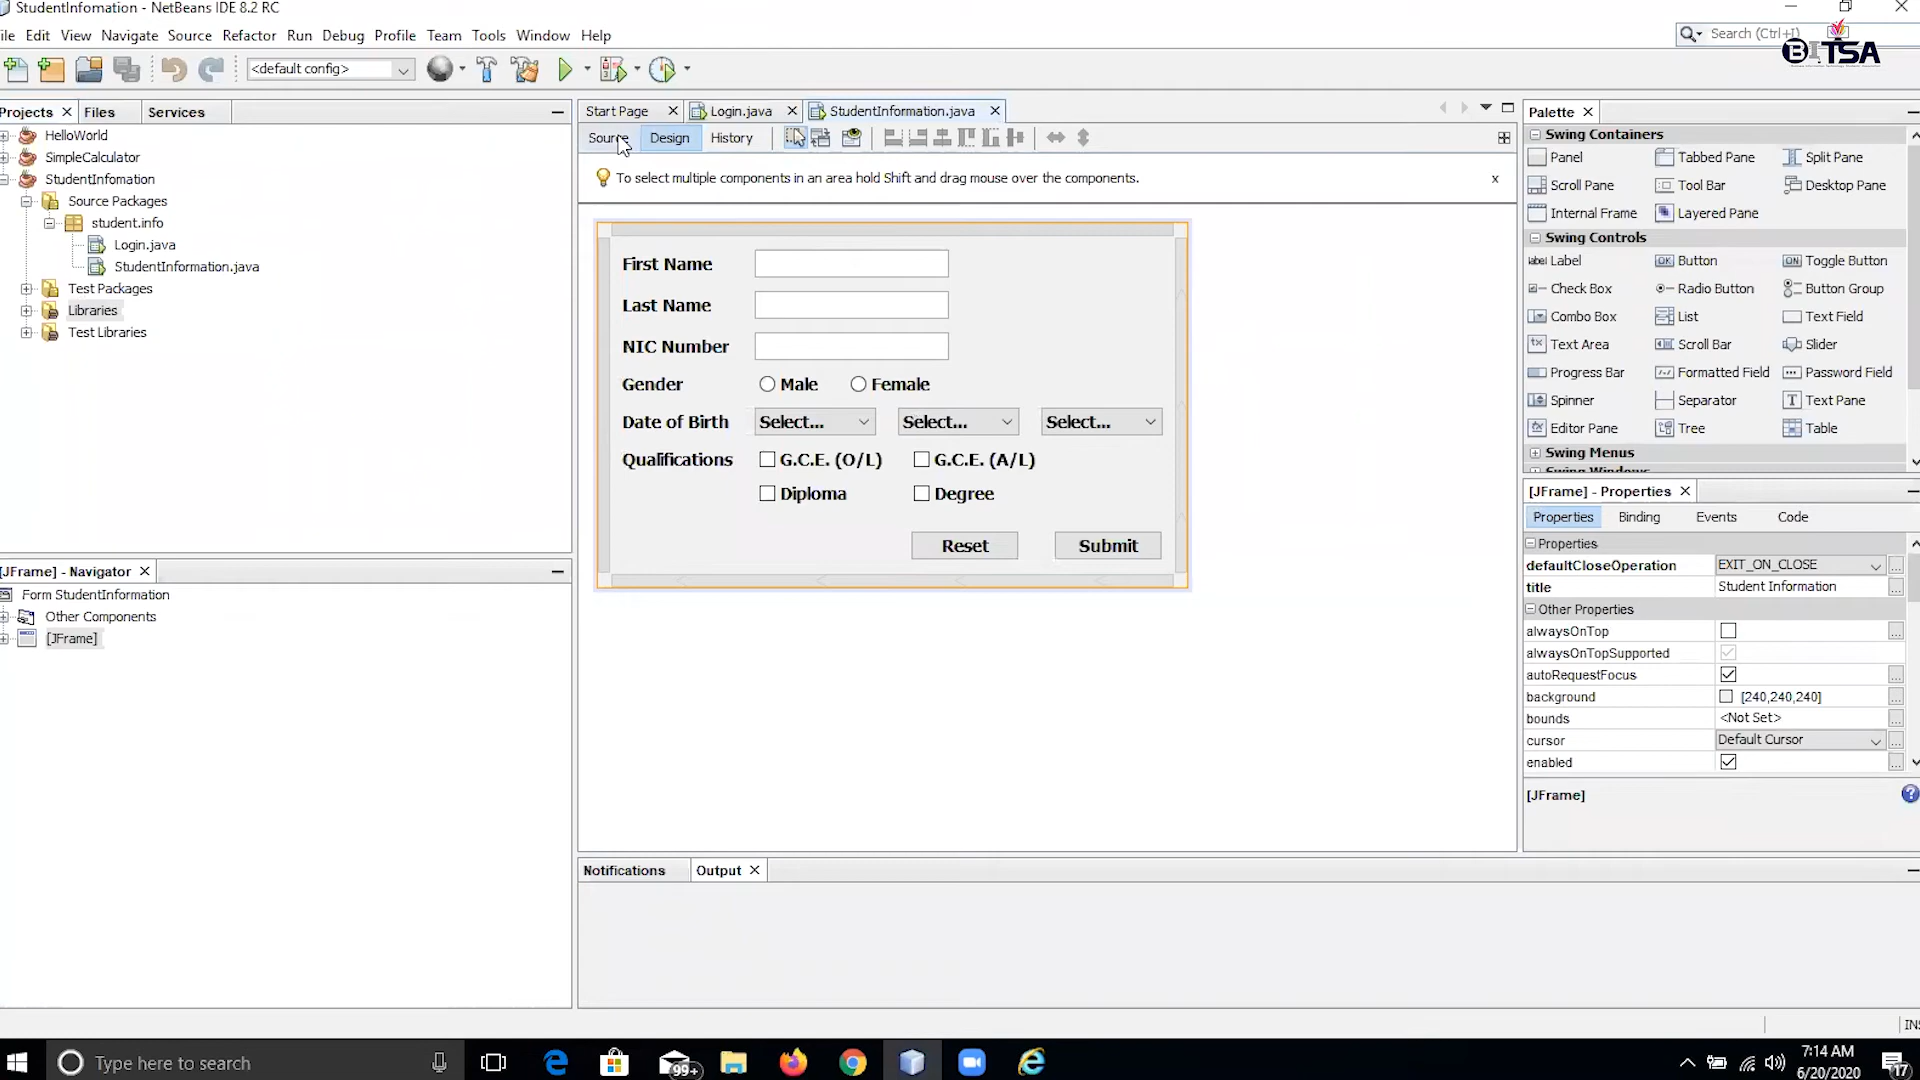 StudentInfomation - NetBeans IDE 8.2 RC
ile Edit View Navigate Source Refactor Run Debug Profile Team Tools Window Help
Search (Ctrl+I)
BITSA
<default config>
Projects Files Services
HelloWorld
SimpleCalculator
StudentInfomation
Source Packages
student.info
Login.java
StudentInformation.java
Test Packages
Libraries
Test Libraries
[JFrame] - Navigator
Form StudentInformation
Other Components
[JFrame]
Start Page Login.java StudentInformation.java
Source Design History
To select multiple components in an area hold Shift and drag mouse over the components. x
First Name
Last Name
NIC Number
Gender Male Female
Date of Birth Select... Select... Select...
Qualifications G.C.E. (O/L) G.C.E. (A/L)
Diploma Degree
Reset Submit
Notifications Output
Palette
Swing Containers
Panel Tabbed Pane Split Pane
Scroll Pane Tool Bar Desktop Pane
Internal Frame Layered Pane
Swing Controls
label Label OK Button ON Toggle Button
Check Box Radio Button Button Group
Combo Box List Text Field
Text Area Scroll Bar Slider
Progress Bar Formatted Field Password Field
Spinner Separator Text Pane
Editor Pane Tree Table
Swing Menus
Swing Windows
[JFrame] - Properties
Properties Binding Events Code
Properties
defaultCloseOperation EXIT_ON_CLOSE ...
title Student Information ...
Other Properties
alwaysOnTop ...
alwaysOnTopSupported
autoRequestFocus ...
background [240,240,240] ...
bounds <Not Set> ...
cursor Default Cursor ...
enabled ...
[JFrame]
INS
Type here to search
99+
7:14 AM
6/20/2020
17